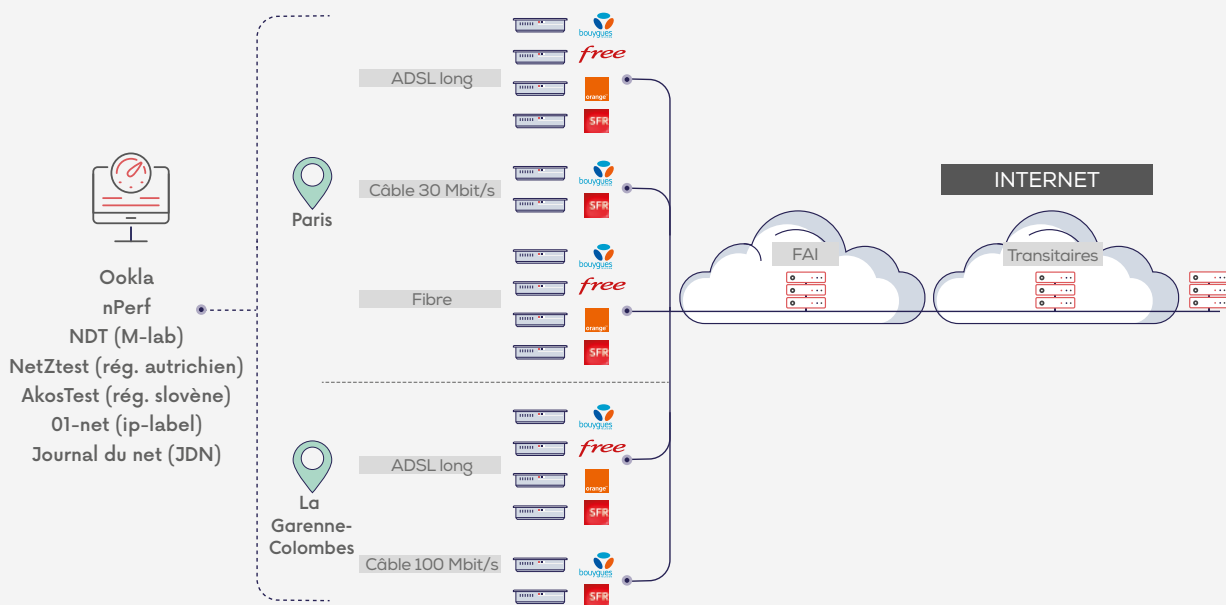 bouygues
free
ADSL long
orange
SFR
Câble 30 Mbit/s
bouygues
SFR
Paris
bouygues
free
Fibre
orange
SFR
Ookla
nPerf
NDT (M-lab)
NetZtest (rég. autrichien)
AkosTest (rég. slovène)
01-net (ip-label)
Journal du net (JDN)
bouygues
free
ADSL long
orange
SFR
La
Garenne-
Colombes
Câble 100 Mbit/s
bouygues
SFR
INTERNET
FAI
Transitaires